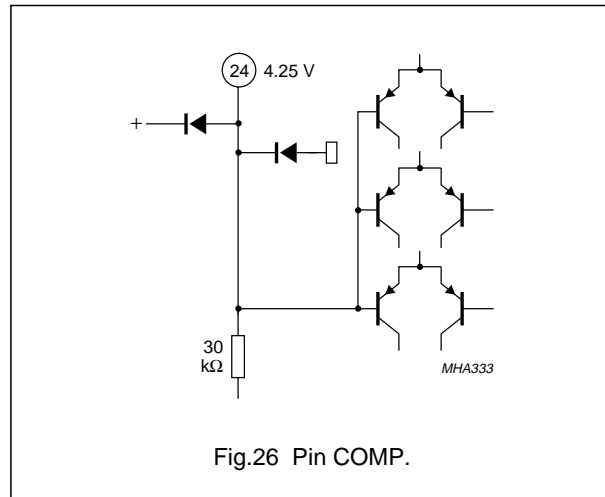 24 4.25 V
+
30
kΩ
MHA333
Fig.26 Pin COMP.